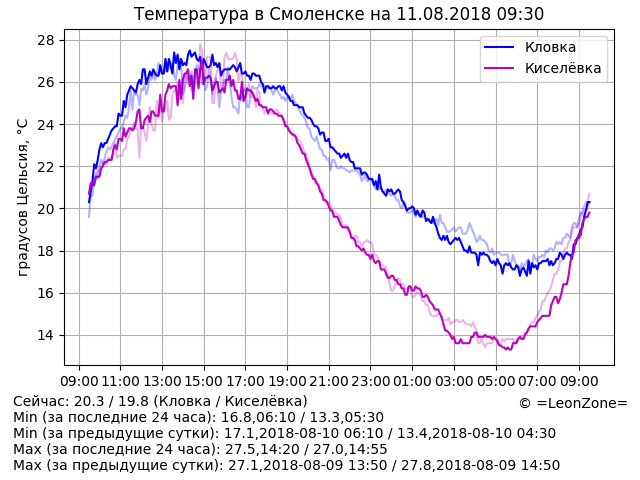 Температура в Смоленске на 11.08.2018 09:30
градусов Цельсия, °C
28
26
24
22
20
18
16
14
Кловка
Киселёвка
09:00 11:00 13:00 15:00 17:00 19:00 21:00 23:00 01:00 03:00 05:00 07:00 09:00
Сейчас: 20.3 / 19.8 (Кловка / Киселёвка)
© =LeonZone=
Min (за последние 24 часа): 16.8,06:10 / 13.3,05:30
Min (за предыдущие сутки): 17.1,2018-08-10 06:10 / 13.4,2018-08-10 04:30
Max (за последние 24 часа): 27.5,14:20 / 27.0,14:55
Max (за предыдущие сутки): 27.1,2018-08-09 13:50 / 27.8,2018-08-09 14:50